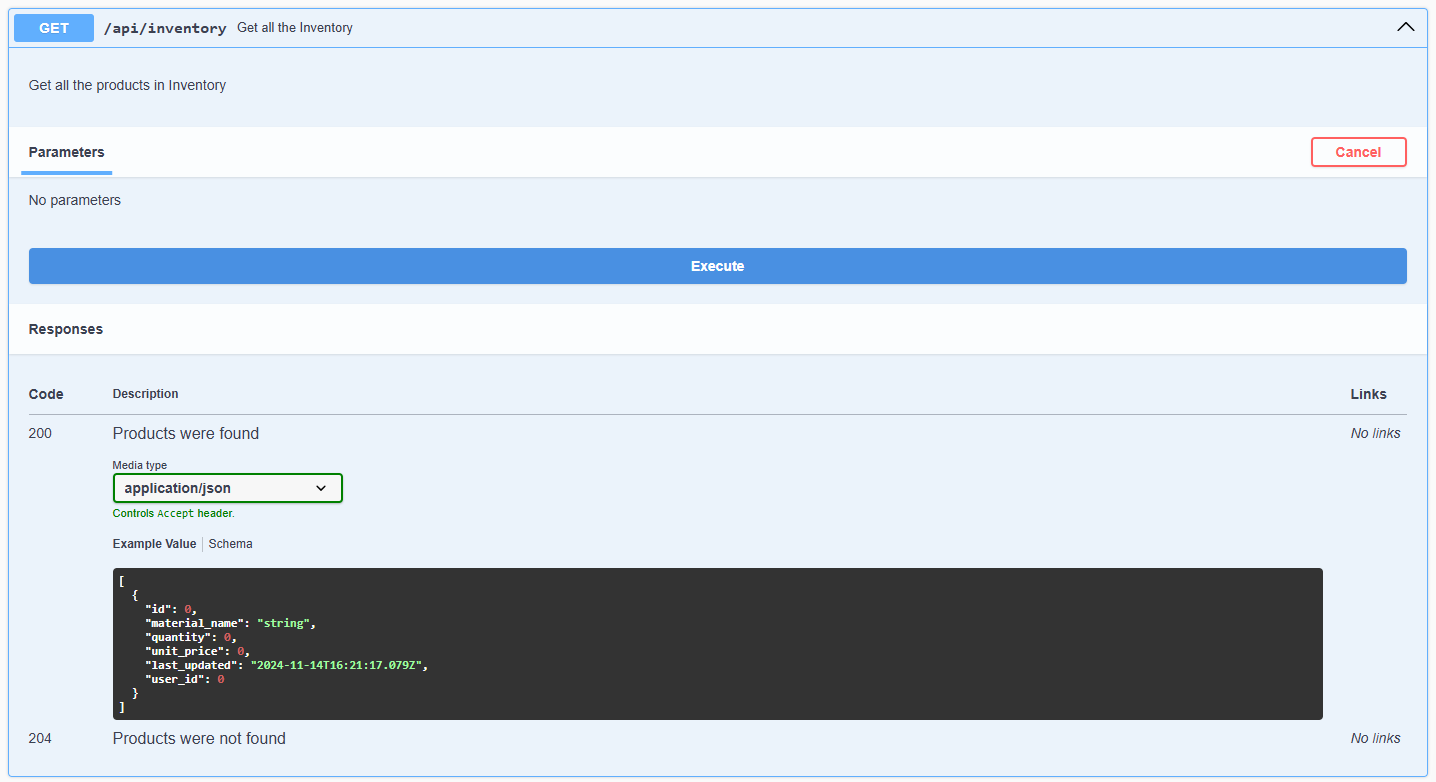 GET /api/inventory Get all the Inventory
Get all the products in Inventory
Parameters Cancel
No parameters
Execute
Responses
Code Description Links
200 Products were found No links
Media type
application/json
Controls Accept header.
Example Value Schema
[
  {
    "id": 0,
    "material_name": "string",
    "quantity": 0,
    "unit_price": 0,
    "last_updated": "2024-11-14T16:21:17.079Z",
    "user_id": 0
  }
]
204 Products were not found No links